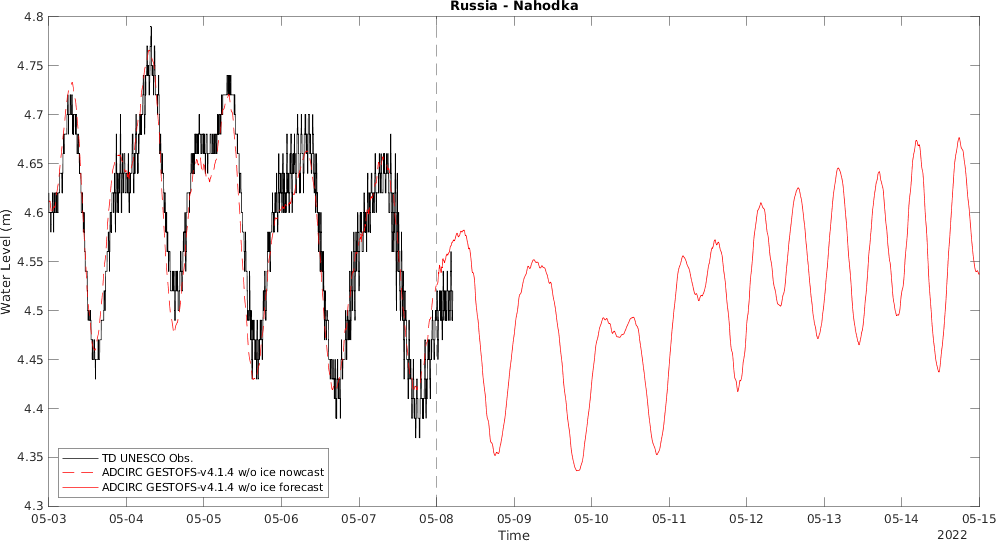 Russia - Nahodka
4.8
4.75
4.7
4.65
4.6
4.55
4.5
4.45
4.4
4.35
4.3
Water Level (m)
TD UNESCO Obs.
ADCIRC GESTOFS-v4.1.4 w/o ice nowcast
ADCIRC GESTOFS-v4.1.4 w/o ice forecast
05-03 05-04 05-05 05-06 05-07 05-08 05-09 05-10 05-11 05-12 05-13 05-14 05-15
Time
2022